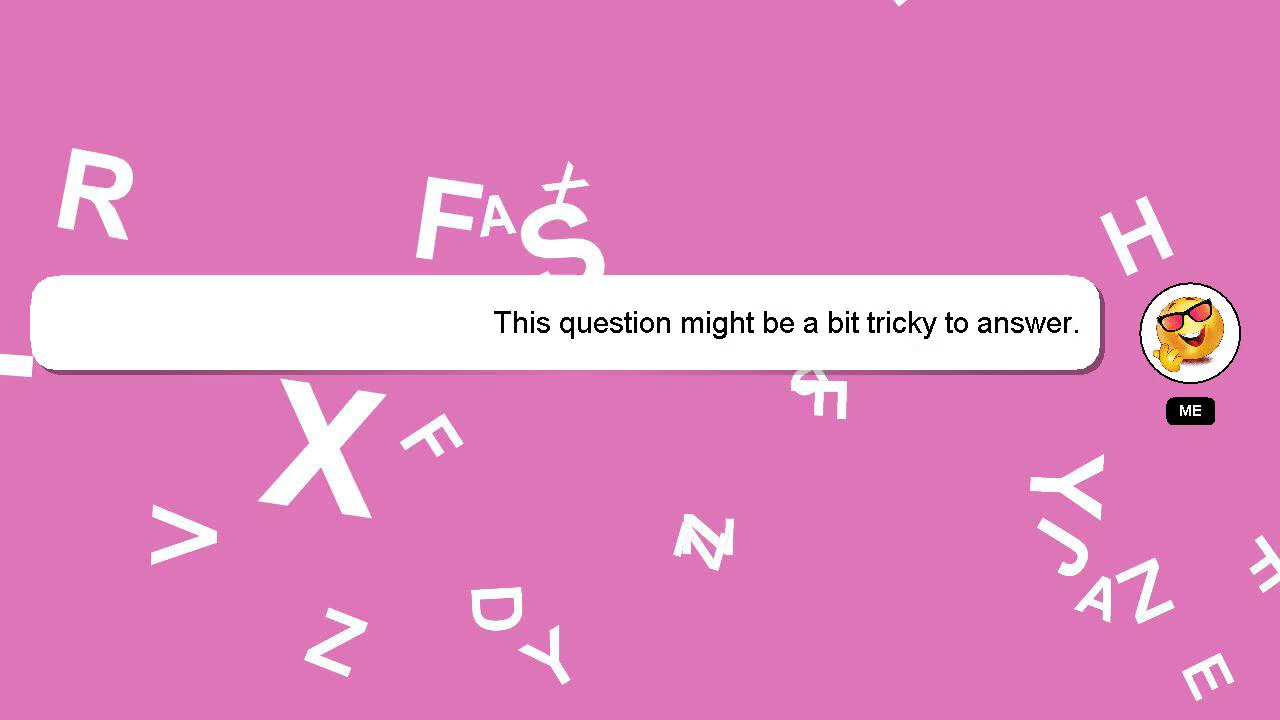 R
F
A
X
S
H
This question might be a bit tricky to answer.
ME
X
F
F
Y
V
N
J
D
Y
A
Z
F
E